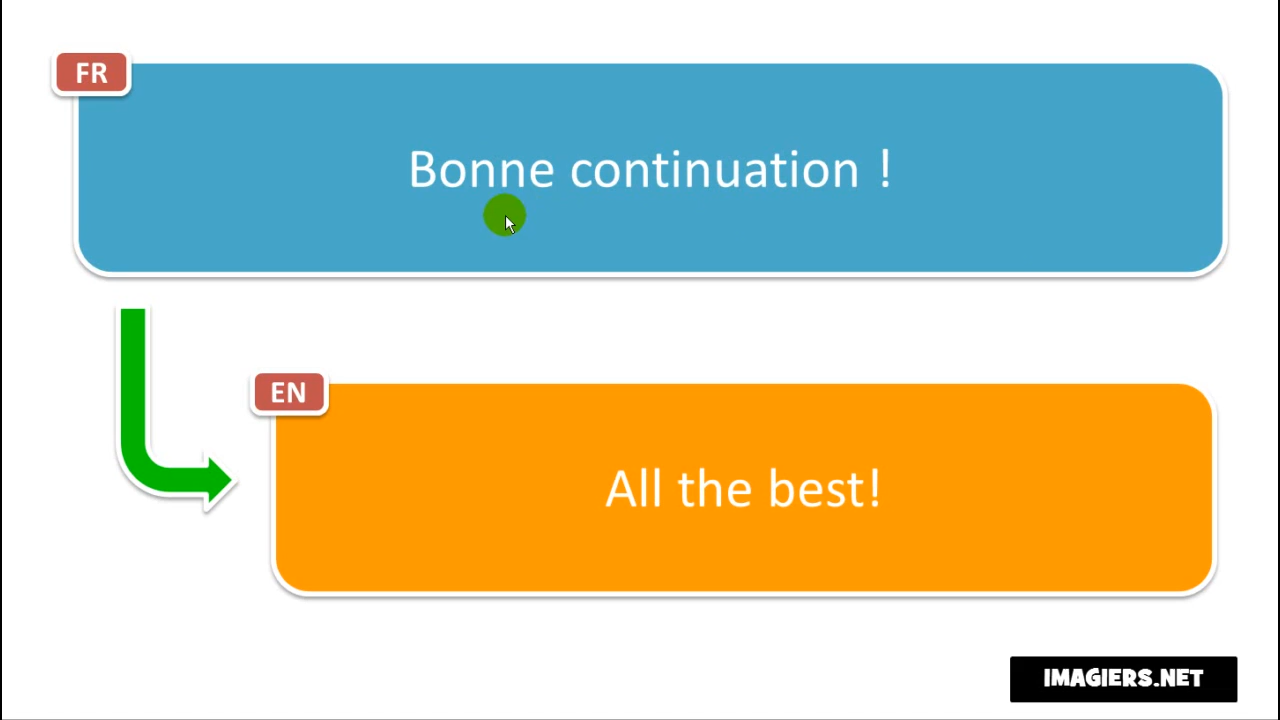 FR
Bonne continuation !
EN
All the best!
IMAGIERS.NET